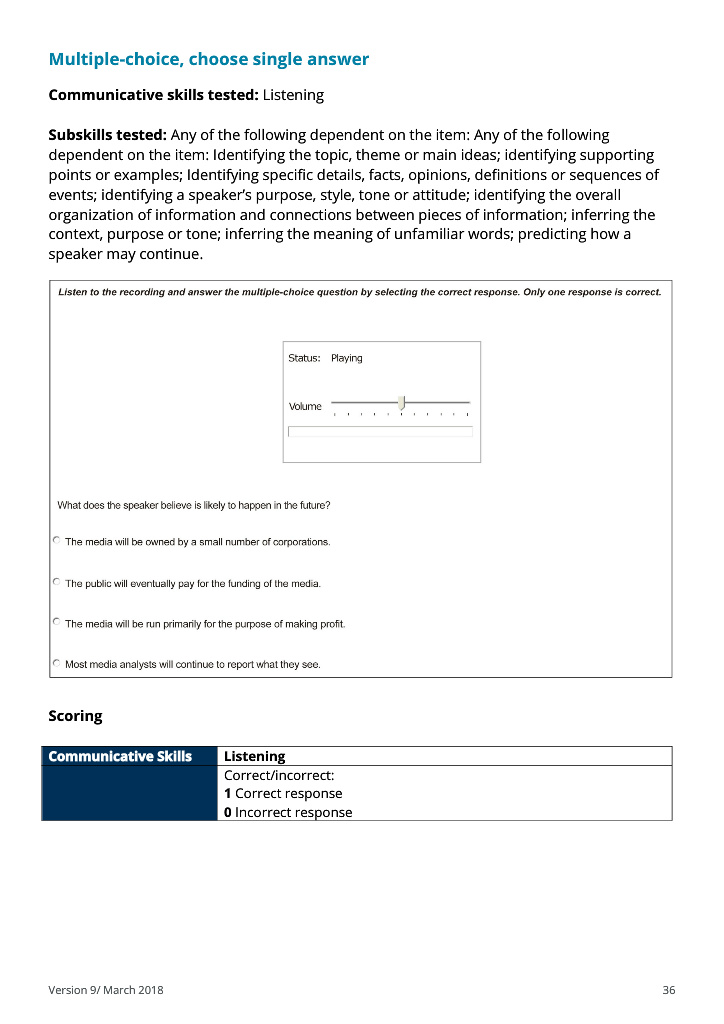 Multiple-choice, choose single answer
Communicative skills tested: Listening
Subskills tested: Any of the following dependent on the item: Any of the following
dependent on the item: Identifying the topic, theme or main ideas; identifying supporting
points or examples; Identifying specific details, facts, opinions, definitions or sequences of
events; identifying a speaker's purpose, style, tone or attitude; identifying the overall
organization of information and connections between pieces of information; inferring the
context, purpose or tone; inferring the meaning of unfamiliar words; predicting how a
speaker may continue.
Listen to the recording and answer the multiple-choice question by selecting the correct response. Only one response is correct.
Status: Playing
Volume
What does the speaker believe is likely to happen in the future?
The media will be owned by a small number of corporations.
The public will eventually pay for the funding of the media.
The media will be run primarily for the purpose of making profit.
Most media analysts will continue to report what they see.
Scoring
Communicative Skills Listening
Correct/incorrect:
1 Correct response
0 Incorrect response
Version 9/ March 2018 36